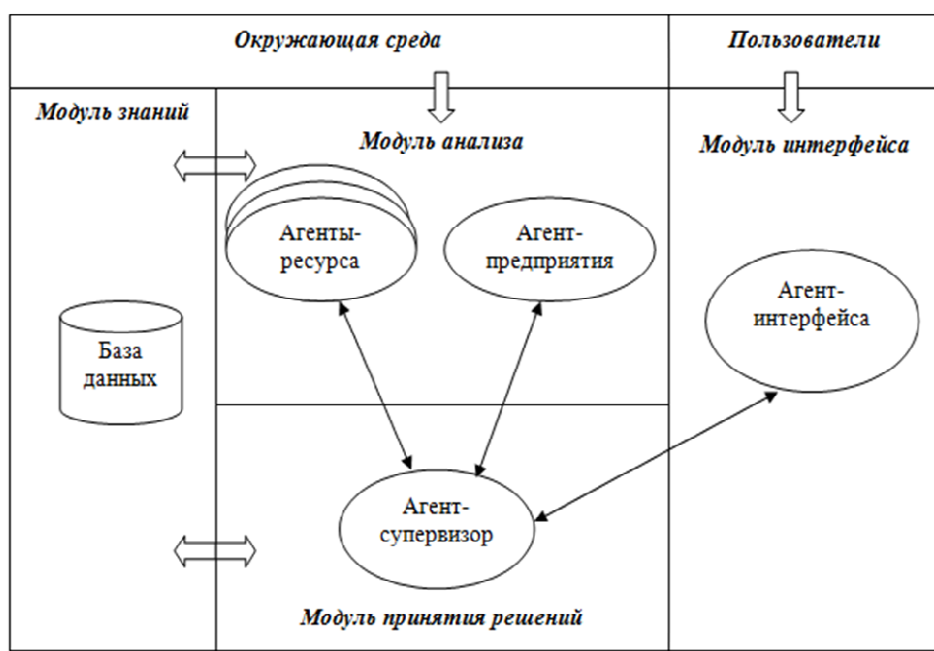 Окружающая среда
Пользователи
Модуль знаний
Модуль анализа
Модуль интерфейса
Агенты-
ресурса
Агент-
предприятия
Агент-
интерфейса
База
данных
Агент-
супервизор
Модуль принятия решений